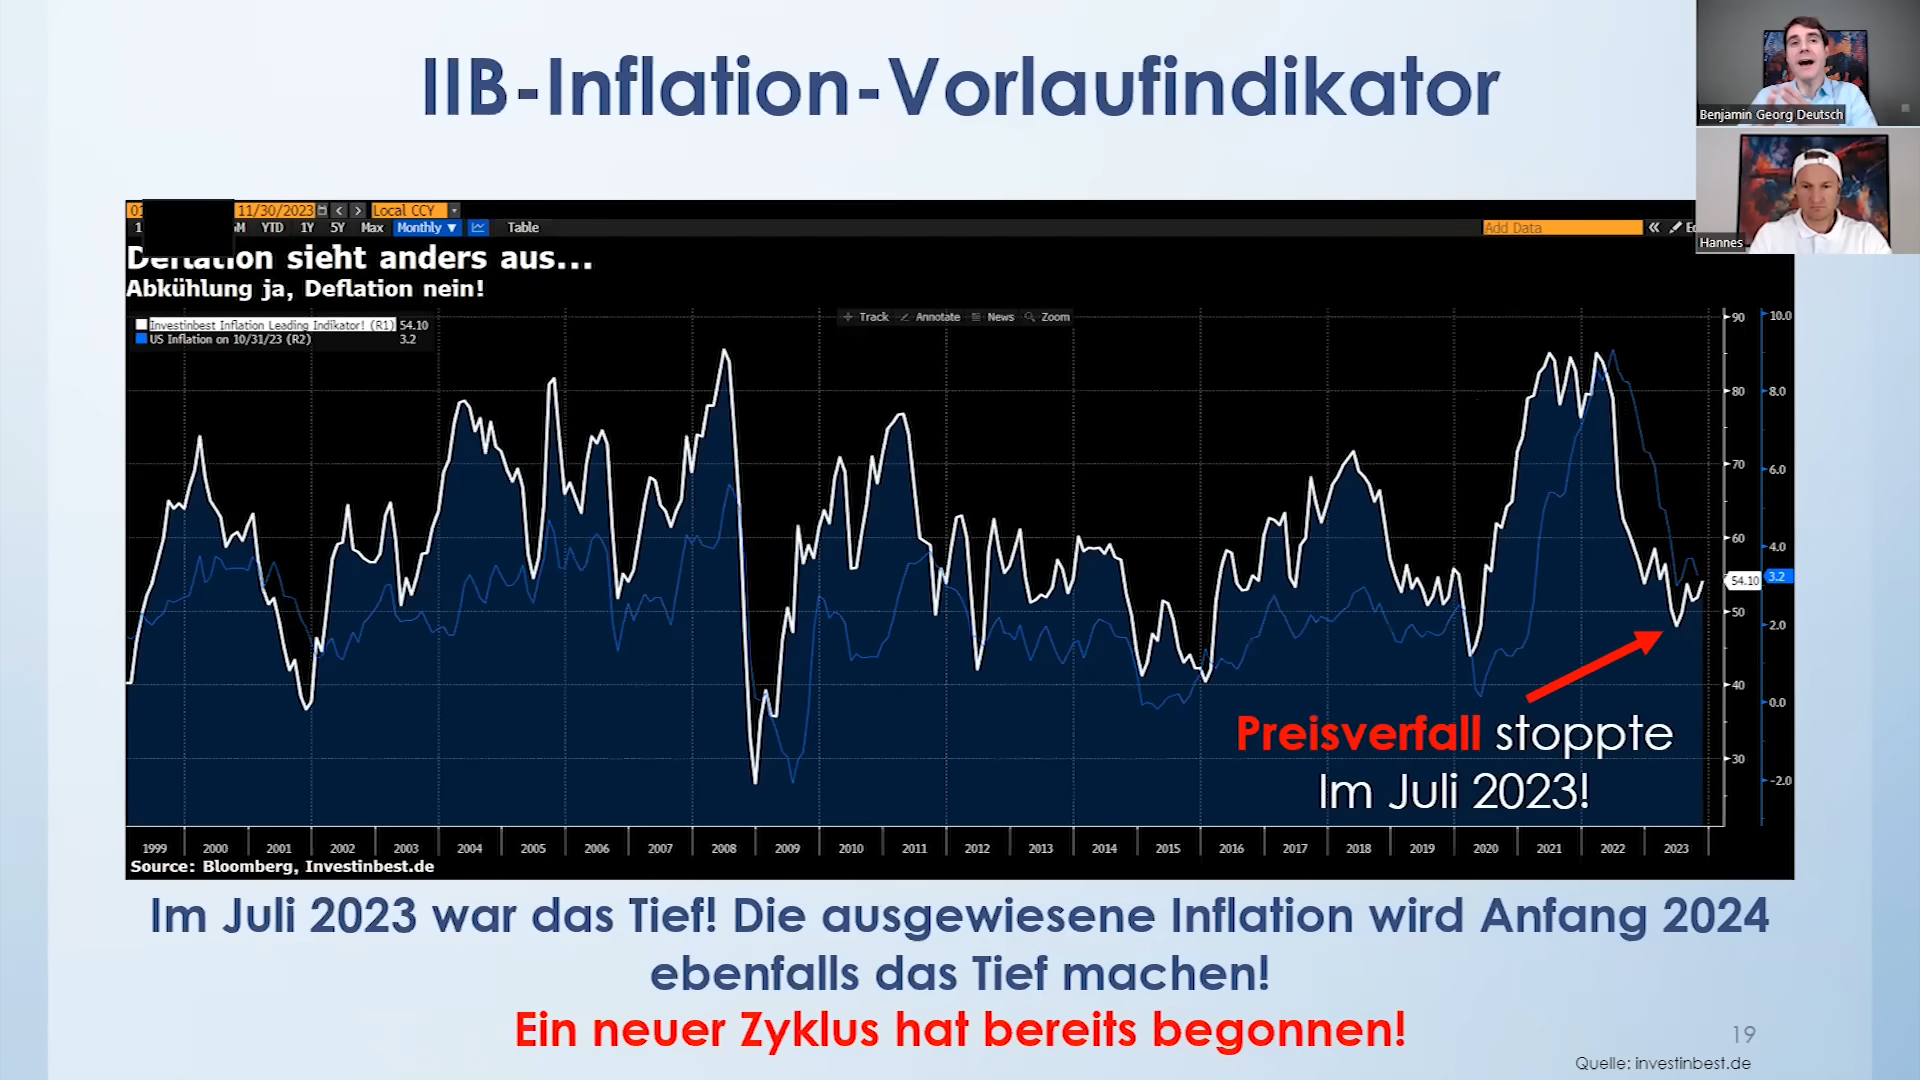 IIB-Inflation-Vorlaufindikator
Benjamin Georg Deutsch
Hannes
11/30/2023 Local CCY
YTD 1Y 5Y Max Monthly Table Add Data
Deflation sieht anders aus...
Abkühlung ja, Deflation nein!
Track Annotate News Zoom
Investinbest Inflation Leading Indikator! (R1) 54.10
US Inflation on 10/31/23 (R2) 3.2
90
80
70
60
50
40
30
54.10
10.0
8.0
6.0
4.0
2.0
0.0
-2.0
3.2
Preisverfall stoppte
Im Juli 2023!
1999 2000 2001 2002 2003 2004 2005 2006 2007 2008 2009 2010 2011 2012 2013 2014 2015 2016 2017 2018 2019 2020 2021 2022 2023
Source: Bloomberg, Investinbest.de
Im Juli 2023 war das Tief! Die ausgewiesene Inflation wird Anfang 2024
ebenfalls das Tief machen!
Ein neuer Zyklus hat bereits begonnen!
19
Quelle: investinbest.de